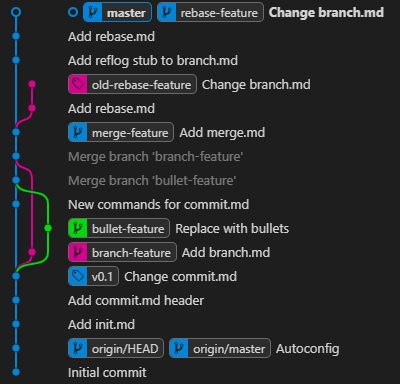 master rebase-feature Change branch.md
Add rebase.md
Add reflog stub to branch.md
old-rebase-feature Change branch.md
Add rebase.md
merge-feature Add merge.md
Merge branch 'branch-feature'
Merge branch 'bullet-feature'
New commands for commit.md
bullet-feature Replace with bullets
branch-feature Add branch.md
v0.1 Change commit.md
Add commit.md header
Add init.md
origin/HEAD origin/master Autoconfig
Initial commit